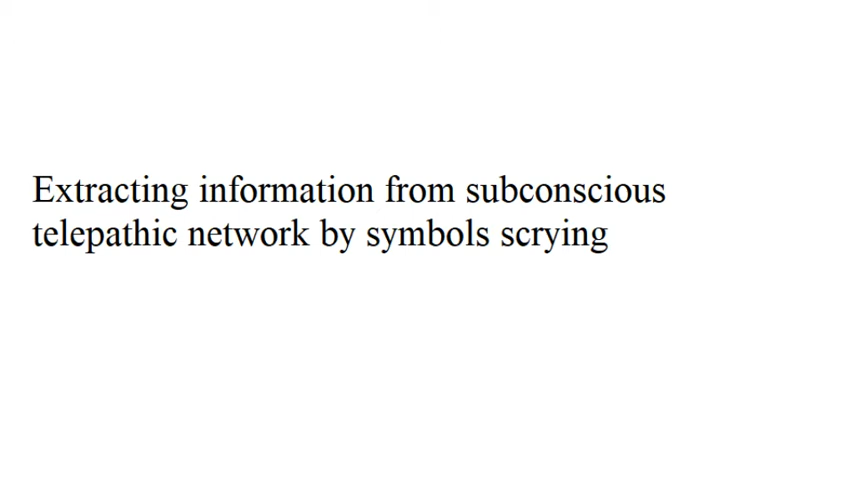 Extracting information from subconscious
telepathic network by symbols scrying